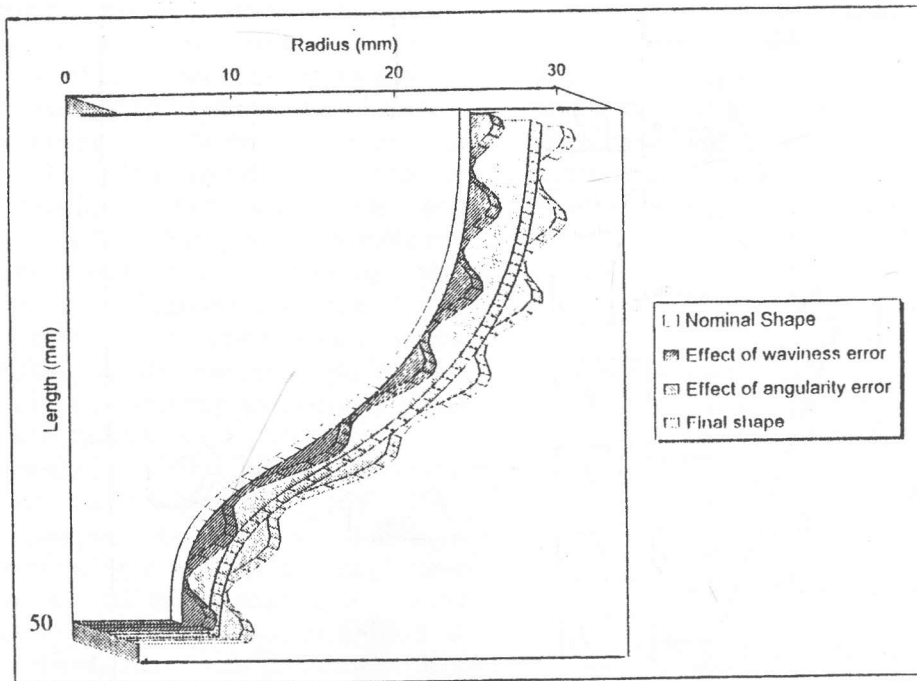 Radius (mm)
0 10 20 30
Length (mm)
50
Nominal Shape
Effect of waviness error
Effect of angularity error
Final shape